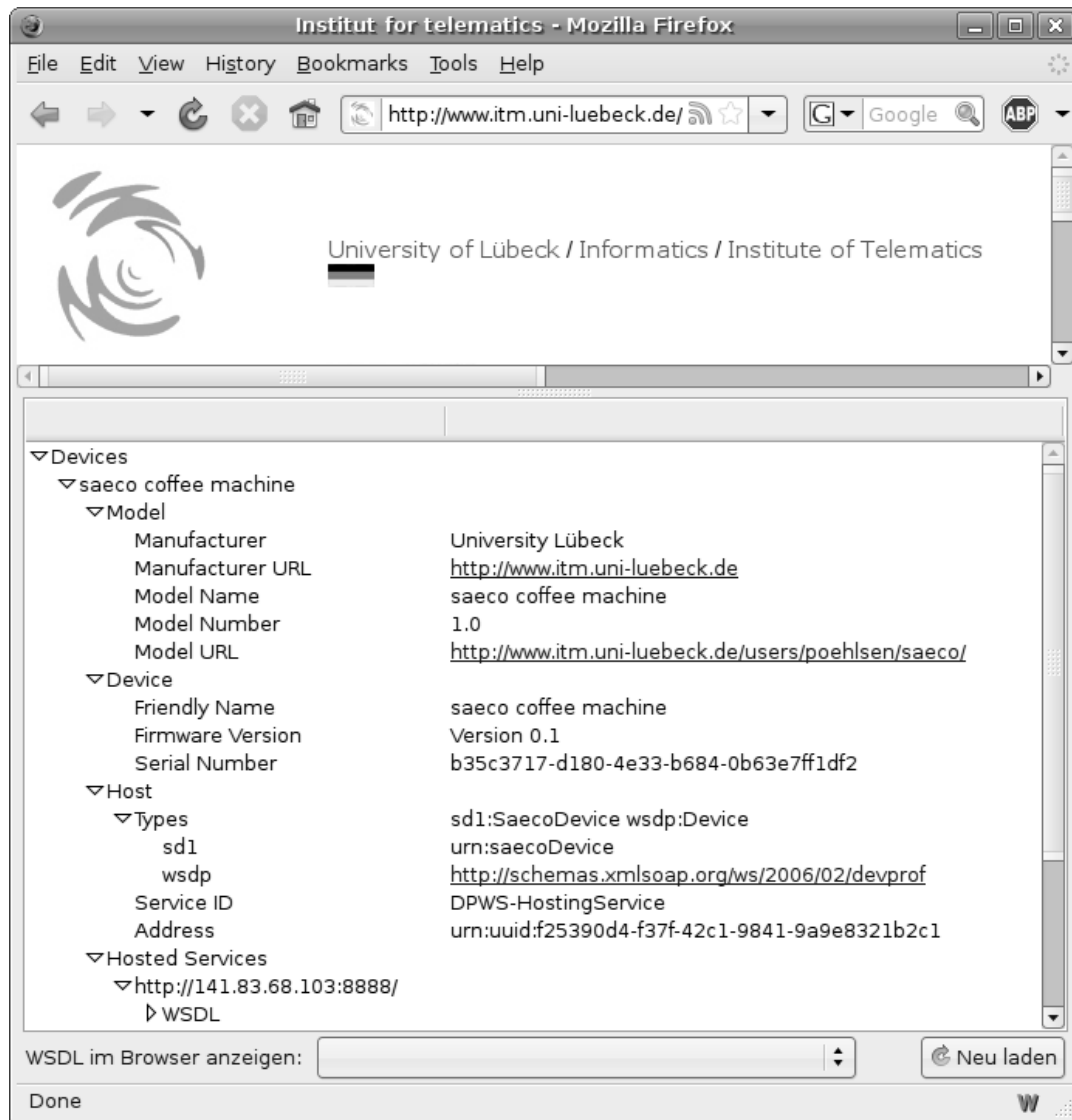 Institut for telematics - Mozilla Firefox
File Edit View History Bookmarks Tools Help
http://www.itm.uni-luebeck.de/ G Google ABP
University of Lübeck / Informatics / Institute of Telematics
Devices
saeco coffee machine
Model
Manufacturer University Lübeck
Manufacturer URL http://www.itm.uni-luebeck.de
Model Name saeco coffee machine
Model Number 1.0
Model URL http://www.itm.uni-luebeck.de/users/poehlsen/saeco/
Device
Friendly Name saeco coffee machine
Firmware Version Version 0.1
Serial Number b35c3717-d180-4e33-b684-0b63e7ff1df2
Host
Types sd1:SaecoDevice wsdp:Device
sd1 urn:saecoDevice
wsdp http://schemas.xmlsoap.org/ws/2006/02/devprof
Service ID DPWS-HostingService
Address urn:uuid:f25390d4-f37f-42c1-9841-9a9e8321b2c1
Hosted Services
http://141.83.68.103:8888/
WSDL
WSDL im Browser anzeigen: Neu laden
Done W